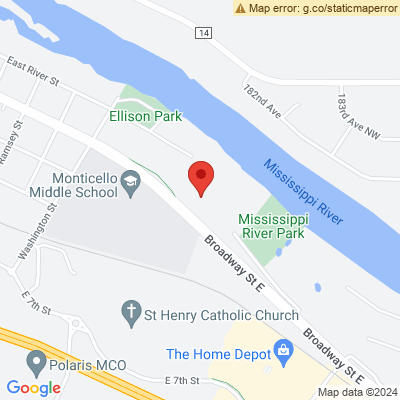 Map error: g.co/staticmaperror
14
East River St
182nd Ave
183rd Ave NW
Ellison Park
Ramsey St
Mississippi River
Monticello
Middle School
Washington St
Mississippi
River Park
Broadway St E
E 7th St
St Henry Catholic Church
Broadway St E
The Home Depot
Polaris MCO
E 7th St
Google
Map data ©2024